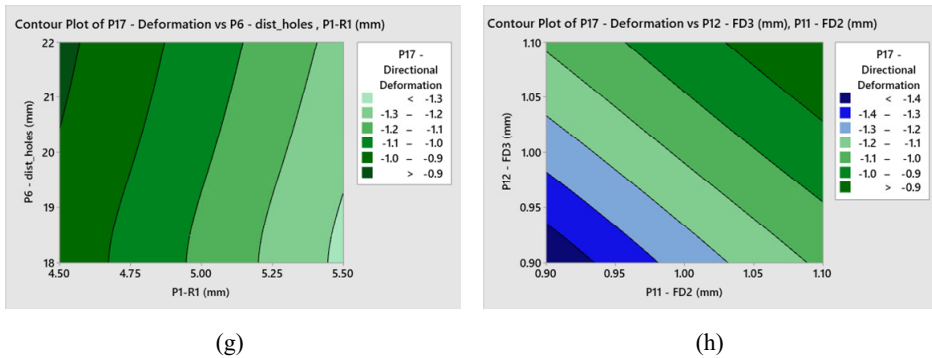 Contour Plot of P17 - Deformation vs P6 - dist_holes , P1-R1 (mm)
22
21
20
19
18
P6 - dist_holes (mm)
4.50 4.75 5.00 5.25 5.50
P1-R1 (mm)
P17 -
Directional
Deformation
< -1.3
-1.3 – -1.2
-1.2 – -1.1
-1.1 – -1.0
-1.0 – -0.9
> -0.9
(g)
Contour Plot of P17 - Deformation vs P12 - FD3 (mm), P11 - FD2 (mm)
1.10
1.05
1.00
0.95
0.90
P12 - FD3 (mm)
0.90 0.95 1.00 1.05 1.10
P11 - FD2 (mm)
P17 -
Directional
Deformation
< -1.4
-1.4 – -1.3
-1.3 – -1.2
-1.2 – -1.1
-1.1 – -1.0
-1.0 – -0.9
> -0.9
(h)